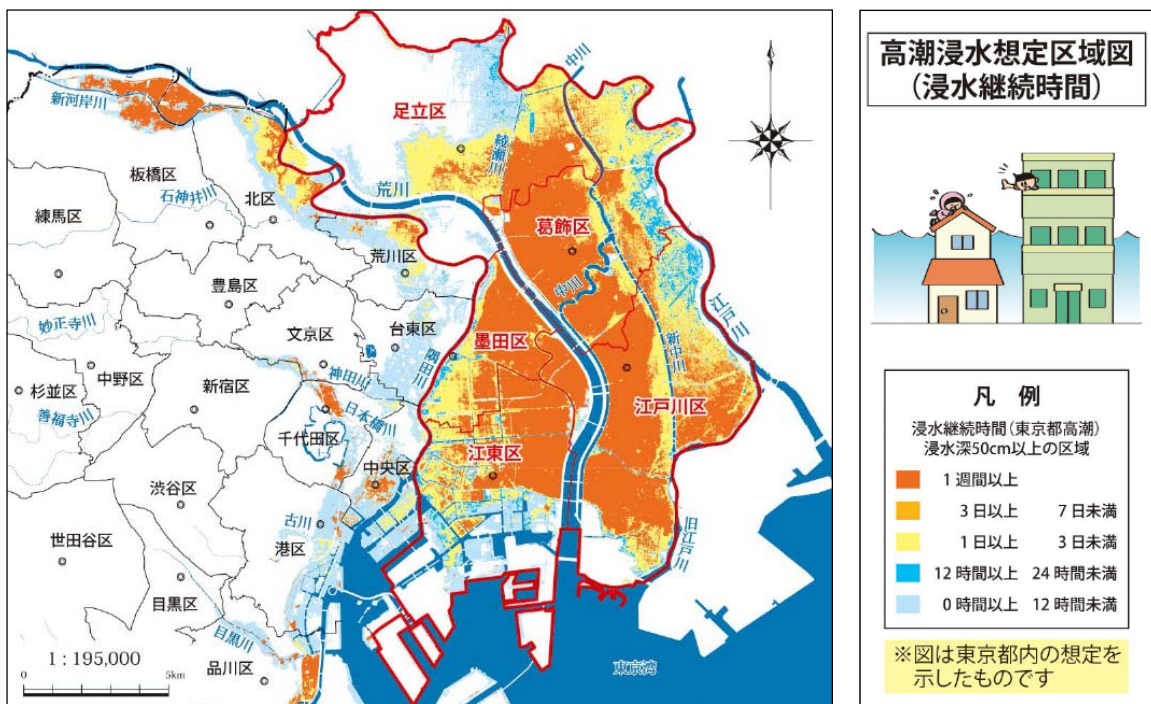 中川
新河岸川
足立区
綾瀬川
板橋区
荒川
石神井川
北区
練馬区
葛飾区
荒川区
豊島区
中川
江戸川
妙正寺川
文京区
台東区
墨田区
隅田川
新中川
中野区
新宿区
神田川
杉並区
日本橋川
江戸川区
善福寺川
千代田区
江東区
中央区
渋谷区
古川
旧江戸川
世田谷区
港区
目黒区
目黒川
1：195,000
品川区
東京湾
0
5km
高潮浸水想定区域図
（浸水継続時間）
凡 例
浸水継続時間（東京都高潮）
浸水深50cm以上の区域
1週間以上
3日以上 7日未満
1日以上 3日未満
12時間以上 24時間未満
0時間以上 12時間未満
※図は東京都内の想定を
示したものです